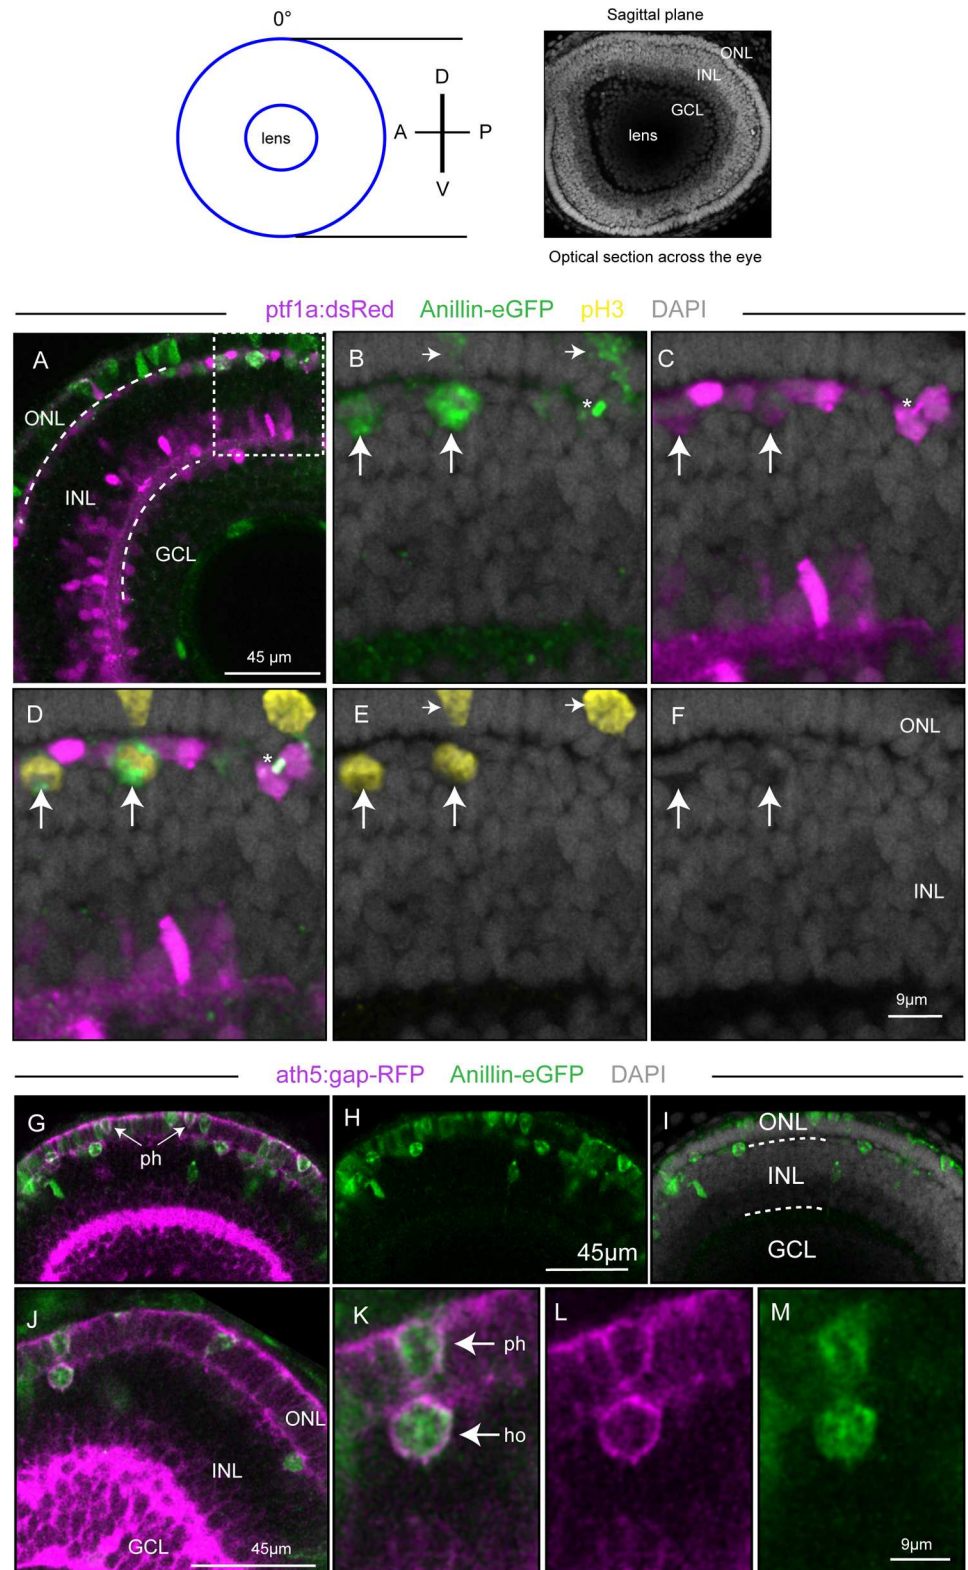 0°
lens
D
A P
V
Sagittal plane
ONL
INL
GCL
lens
Optical section across the eye
ptf1a:dsRed Anillin-eGFP pH3 DAPI
A
ONL
INL
GCL
45 µm
B
*
C
*
D
*
E
F
ONL
INL
9µm
ath5:gap-RFP Anillin-eGFP DAPI
G
ph
H
45µm
I
ONL
INL
GCL
J
ONL
INL
GCL
45µm
K
ph
ho
L
M
9µm